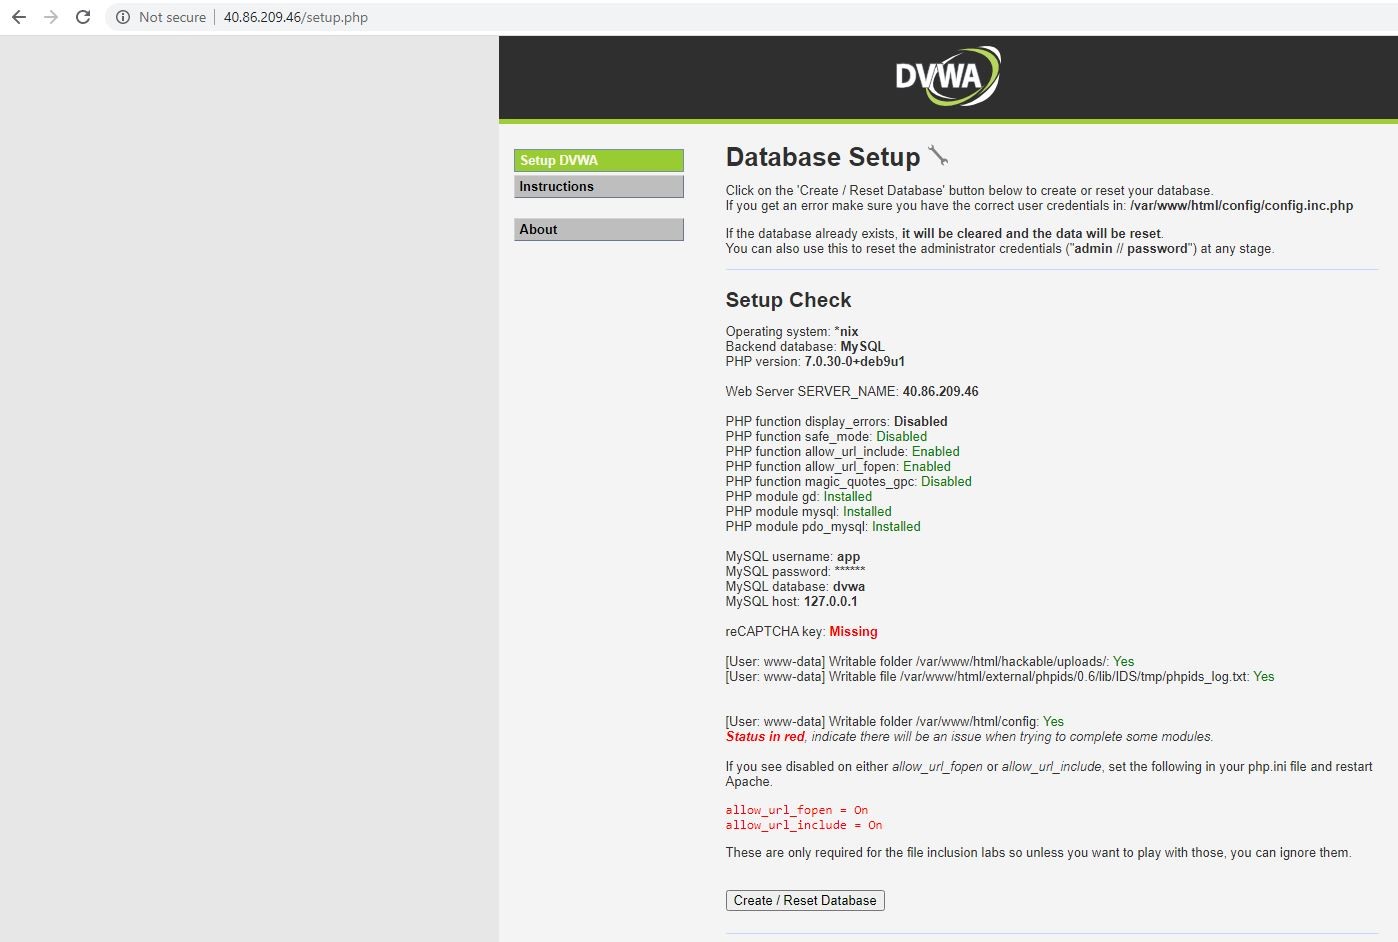 Not secure | 40.86.209.46/setup.php
DVWA
Setup DVWA
Instructions
About
Database Setup
Click on the 'Create / Reset Database' button below to create or reset your database.
If you get an error make sure you have the correct user credentials in: /var/www/html/config/config.inc.php
If the database already exists, it will be cleared and the data will be reset.
You can also use this to reset the administrator credentials ("admin // password") at any stage.
Setup Check
Operating system: *nix
Backend database: MySQL
PHP version: 7.0.30-0+deb9u1
Web Server SERVER_NAME: 40.86.209.46
PHP function display_errors: Disabled
PHP function safe_mode: Disabled
PHP function allow_url_include: Enabled
PHP function allow_url_fopen: Enabled
PHP function magic_quotes_gpc: Disabled
PHP module gd: Installed
PHP module mysql: Installed
PHP module pdo_mysql: Installed
MySQL username: app
MySQL password: ******
MySQL database: dvwa
MySQL host: 127.0.0.1
reCAPTCHA key: Missing
[User: www-data] Writable folder /var/www/html/hackable/uploads/: Yes
[User: www-data] Writable file /var/www/html/external/phpids/0.6/lib/IDS/tmp/phpids_log.txt: Yes
[User: www-data] Writable folder /var/www/html/config: Yes
Status in red, indicate there will be an issue when trying to complete some modules.
If you see disabled on either allow_url_fopen or allow_url_include, set the following in your php.ini file and restart
Apache.
allow_url_fopen = On
allow_url_include = On
These are only required for the file inclusion labs so unless you want to play with those, you can ignore them.
Create / Reset Database